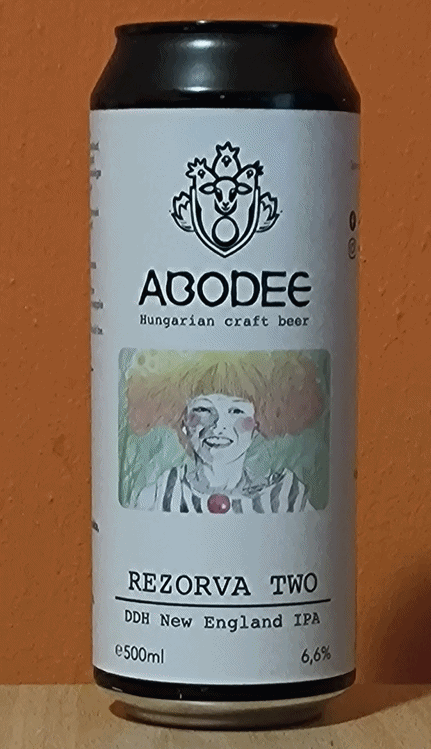 ABODEE
Hungarian craft beer
REZORVA TWO
DDH New England IPA
℮500ml
6,6%